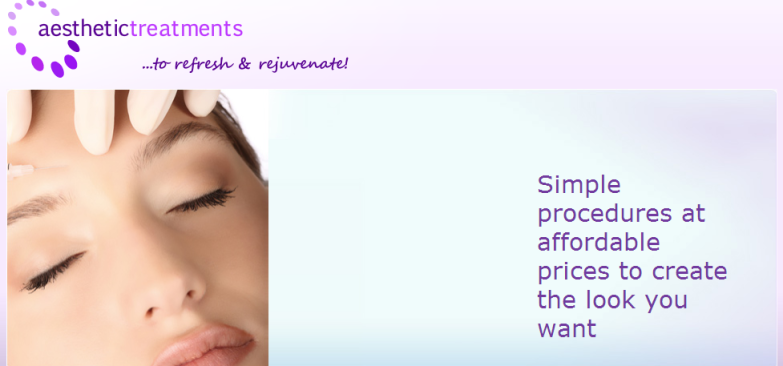 aesthetictreatments
...to refresh & rejuvenate!
Simple
procedures at
affordable
prices to create
the look you
want